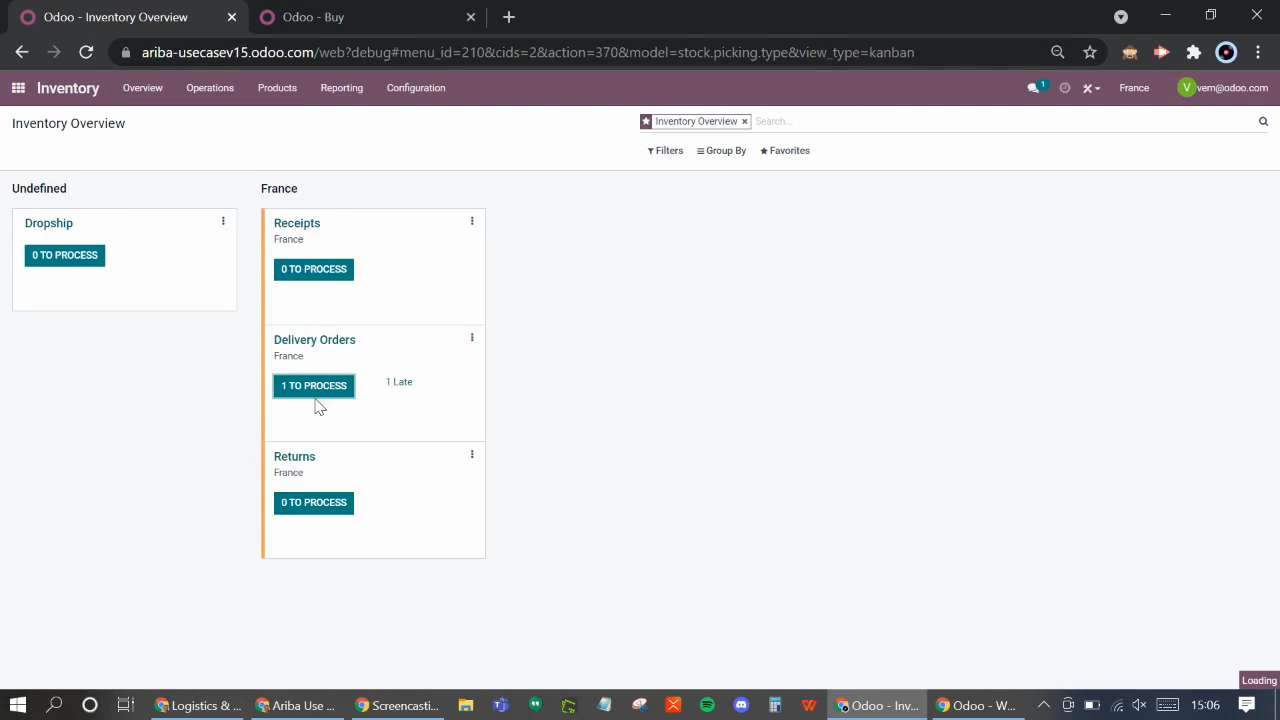 Odoo - Inventory Overview
Odoo - Buy
ariba-usecasev15.odoo.com/web?debug#menu_id=210&cids=2&action=370&model=stock.picking.type&view_type=kanban
Inventory Overview Operations Products Reporting Configuration 1 France V vem@odoo.com
Inventory Overview
Inventory Overview Search...
Filters Group By Favorites
Undefined
Dropship
0 TO PROCESS
France
Receipts
France
0 TO PROCESS
Delivery Orders
France
1 TO PROCESS 1 Late
Returns
France
0 TO PROCESS
Loading
Logistics & ... Ariba Use ... Screencasti... Odoo - Inv... Odoo - W... 15:06